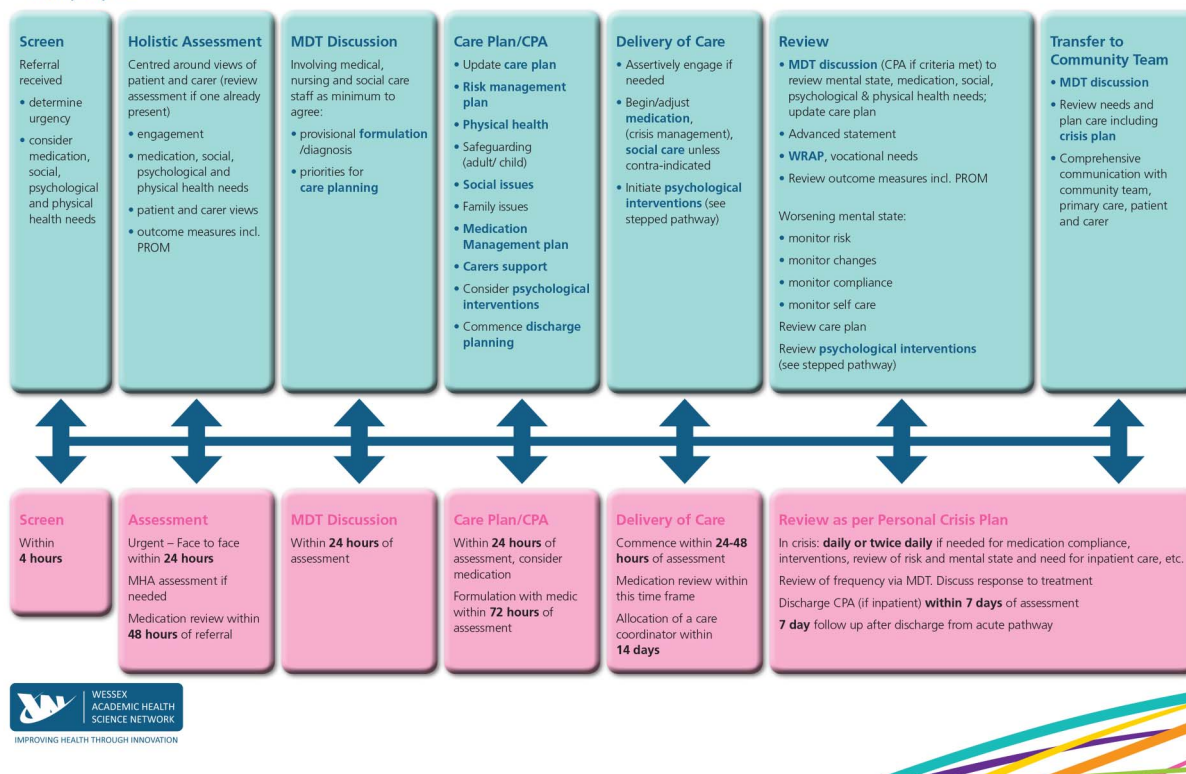 Screen
Referral
received
• determine
urgency
• consider
medication,
social,
psychological
and physical
health needs
Holistic Assessment
Centred around views of
patient and carer (review
assessment if one already
present)
• engagement
• medication, social,
psychological and
physical health needs
• patient and carer views
• outcome measures incl.
PROM
MDT Discussion
Involving medical,
nursing and social care
staff as minimum to
agree:
• provisional formulation
/diagnosis
• priorities for
care planning
Care Plan/CPA
• Update care plan
• Risk management
plan
• Physical health
• Safeguarding
(adult/ child)
• Social issues
• Family issues
• Medication
Management plan
• Carers support
• Consider psychological
interventions
• Commence discharge
planning
Delivery of Care
• Assertively engage if
needed
• Begin/adjust
medication,
(crisis management),
social care unless
contra-indicated
• Initiate psychological
interventions (see
stepped pathway)
Review
• MDT discussion (CPA if criteria met) to
review mental state, medication, social,
psychological & physical health needs;
update care plan
• Advanced statement
• WRAP, vocational needs
• Review outcome measures incl. PROM
Worsening mental state:
• monitor risk
• monitor changes
• monitor compliance
• monitor self care
Review care plan
Review psychological interventions
(see stepped pathway)
Transfer to
Community Team
• MDT discussion
• Review needs and
plan care including
crisis plan
• Comprehensive
communication with
community team,
primary care, patient
and carer
Screen
Within
4 hours
Assessment
Urgent – Face to face
within 24 hours
MHA assessment if
needed
Medication review within
48 hours of referral
MDT Discussion
Within 24 hours of
assessment
Care Plan/CPA
Within 24 hours of
assessment, consider
medication
Formulation with medic
within 72 hours of
assessment
Delivery of Care
Commence within 24-48
hours of assessment
Medication review within
this time frame
Allocation of a care
coordinator within
14 days
Review as per Personal Crisis Plan
In crisis: daily or twice daily if needed for medication compliance,
interventions, review of risk and mental state and need for inpatient care, etc.
Review of frequency via MDT. Discuss response to treatment
Discharge CPA (if inpatient) within 7 days of assessment
7 day follow up after discharge from acute pathway
WESSEX
ACADEMIC HEALTH
SCIENCE NETWORK
IMPROVING HEALTH THROUGH INNOVATION